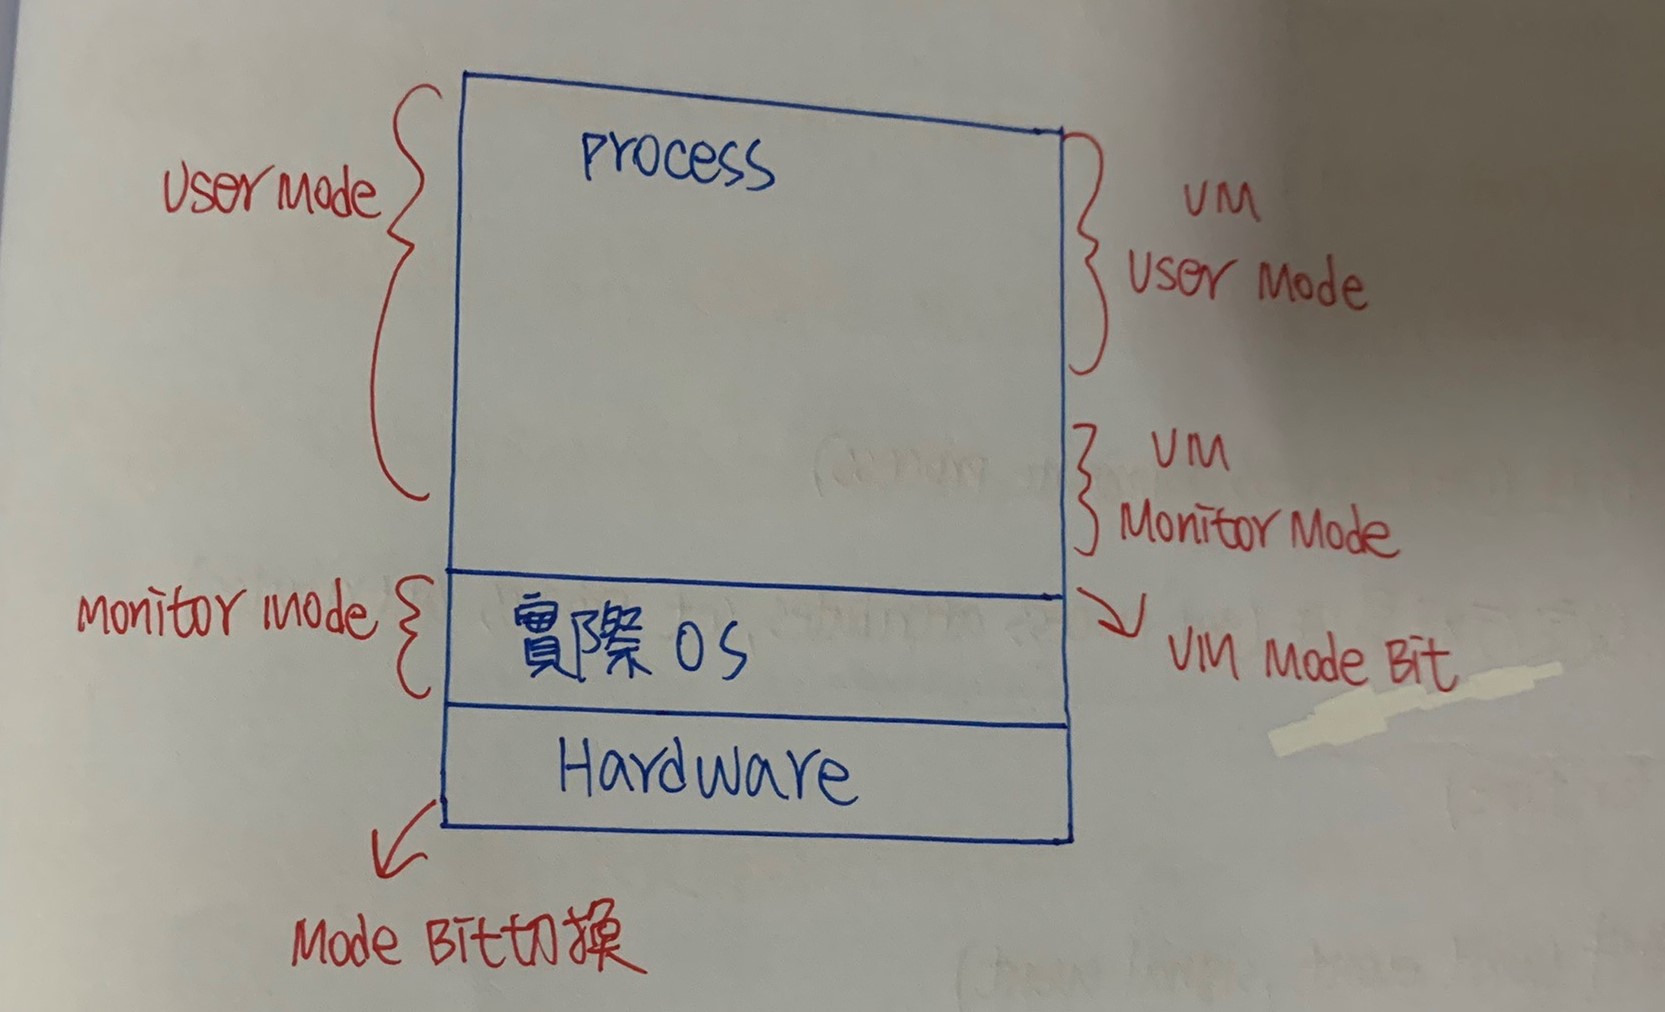 Process
User Mode
VM
User Mode
VM
Monitor Mode
Monitor Mode
實際 OS
VM Mode Bit
Hardware
Mode Bit切換